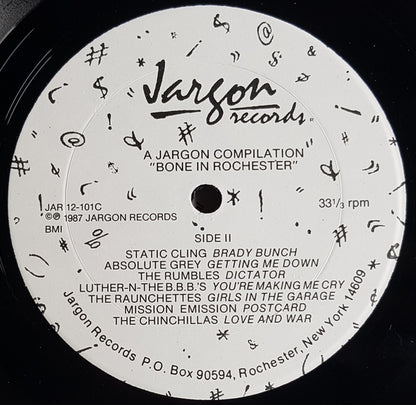 Jargon
records
A JARGON COMPILATION
"BONE IN ROCHESTER"
JAR 12-101C
©℗ 1987 JARGON RECORDS
BMI
33⅓ rpm
SIDE II
STATIC CLING BRADY BUNCH
ABSOLUTE GREY GETTING ME DOWN
THE RUMBLES DICTATOR
LUTHER-N-THE B.B.B.'S YOU'RE MAKING ME CRY
THE RAUNCHETTES GIRLS IN THE GARAGE
MISSION EMISSION POSTCARD
THE CHINCHILLAS LOVE AND WAR
Jargon Records P.O. Box 90594, Rochester, New York 14609